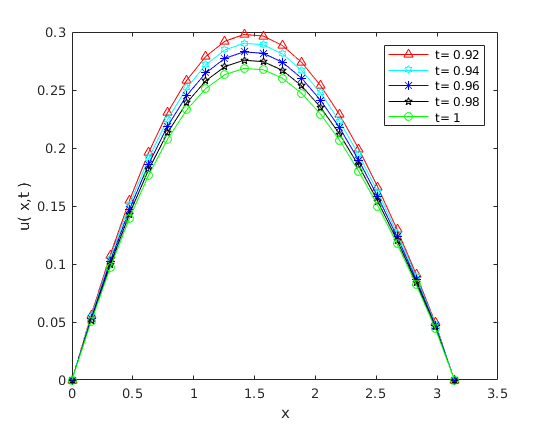 0.3
0.25
0.2
0.15
0.1
0.05
0
u( x,t )
0 0.5 1 1.5 2 2.5 3 3.5
x
t= 0.92
t= 0.94
t= 0.96
t= 0.98
t= 1